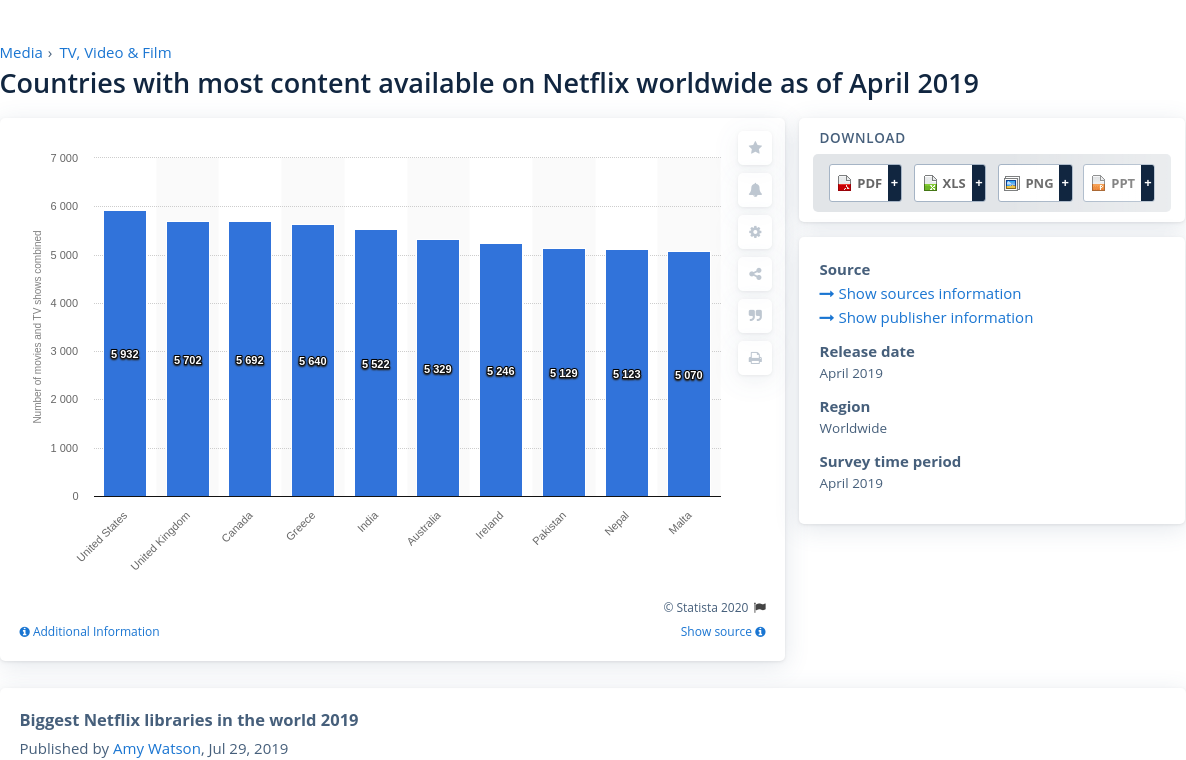 Media › TV, Video & Film
Countries with most content available on Netflix worldwide as of April 2019
Number of movies and TV shows combined
7 000
6 000
5 000
4 000
3 000
2 000
1 000
0
5 932
5 702
5 692
5 640
5 522
5 329
5 246
5 129
5 123
5 070
United States
United Kingdom
Canada
Greece
India
Australia
Ireland
Pakistan
Nepal
Malta
© Statista 2020
Additional Information
Show source
DOWNLOAD
PDF +
XLS +
PNG +
PPT +
Source
Show sources information
Show publisher information
Release date
April 2019
Region
Worldwide
Survey time period
April 2019
Biggest Netflix libraries in the world 2019
Published by Amy Watson, Jul 29, 2019